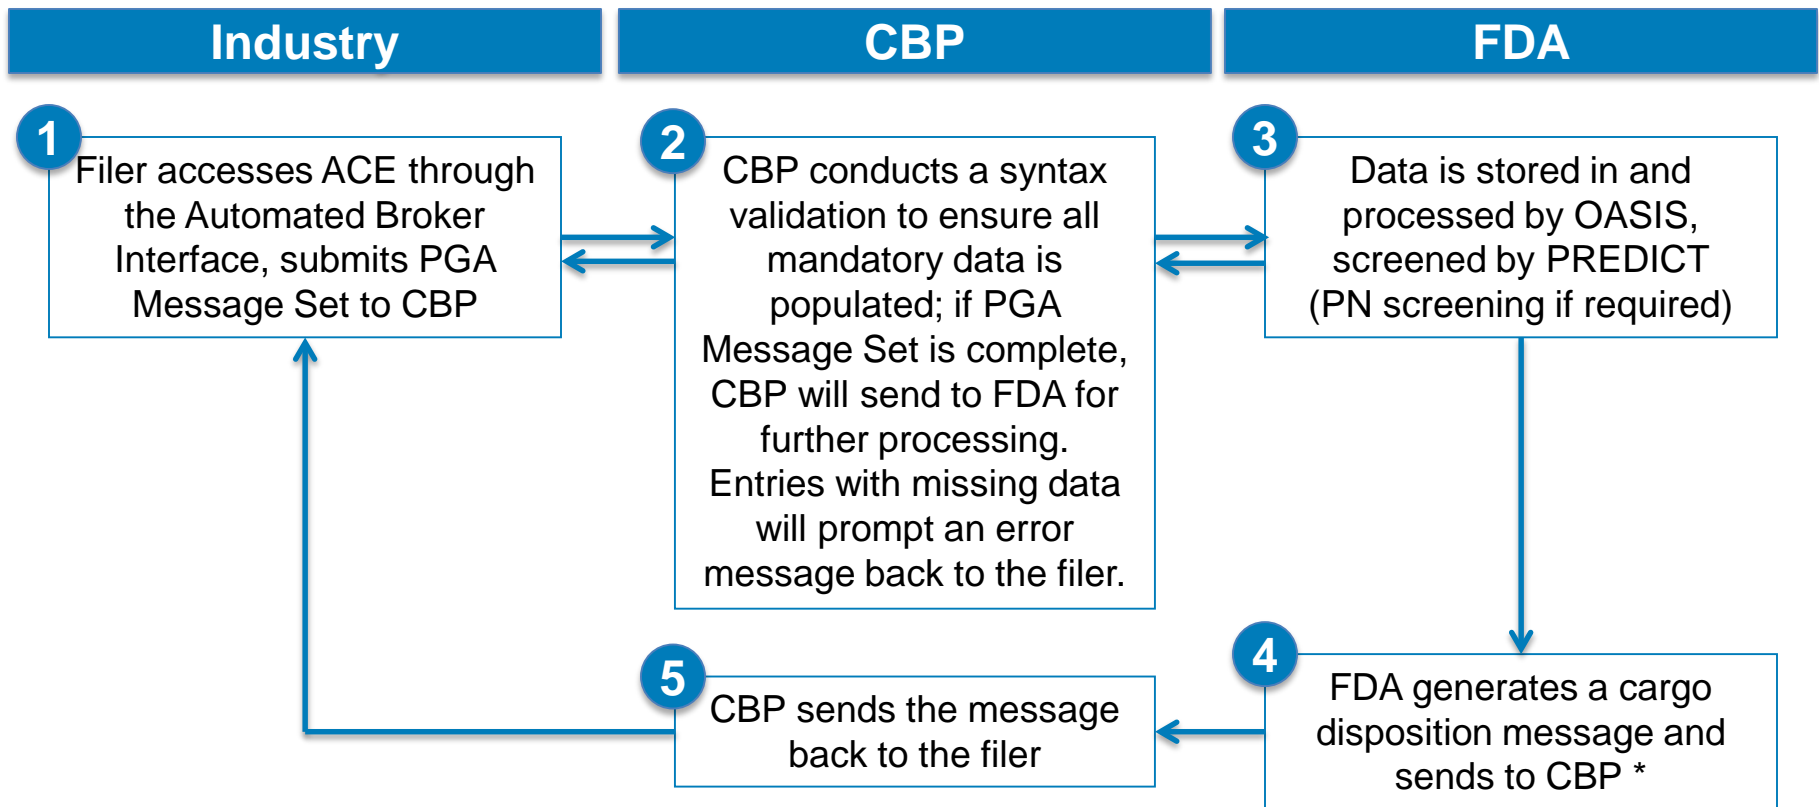 Industry
CBP
FDA
1
Filer accesses ACE through
the Automated Broker
Interface, submits PGA
Message Set to CBP
2
CBP conducts a syntax
validation to ensure all
mandatory data is
populated; if PGA
Message Set is complete,
CBP will send to FDA for
further processing.
Entries with missing data
will prompt an error
message back to the filer.
3
Data is stored in and
processed by OASIS,
screened by PREDICT
(PN screening if required)
4
FDA generates a cargo
disposition message and
sends to CBP *
5
CBP sends the message
back to the filer